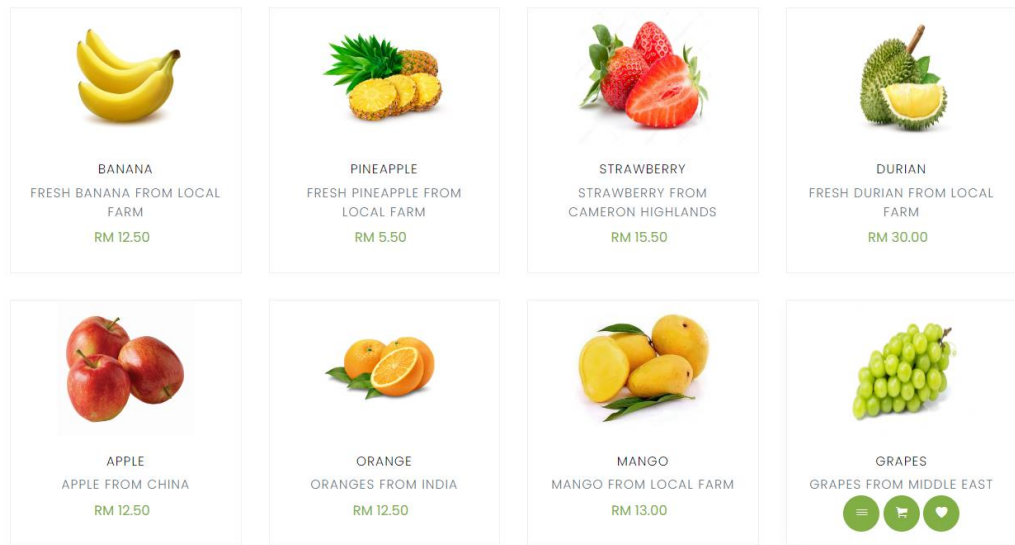 BANANA
FRESH BANANA FROM LOCAL
FARM
RM 12.50
PINEAPPLE
FRESH PINEAPPLE FROM
LOCAL FARM
RM 5.50
STRAWBERRY
STRAWBERRY FROM
CAMERON HIGHLANDS
RM 15.50
DURIAN
FRESH DURIAN FROM LOCAL
FARM
RM 30.00
APPLE
APPLE FROM CHINA
RM 12.50
ORANGE
ORANGES FROM INDIA
RM 12.50
MANGO
MANGO FROM LOCAL FARM
RM 13.00
GRAPES
GRAPES FROM MIDDLE EAST